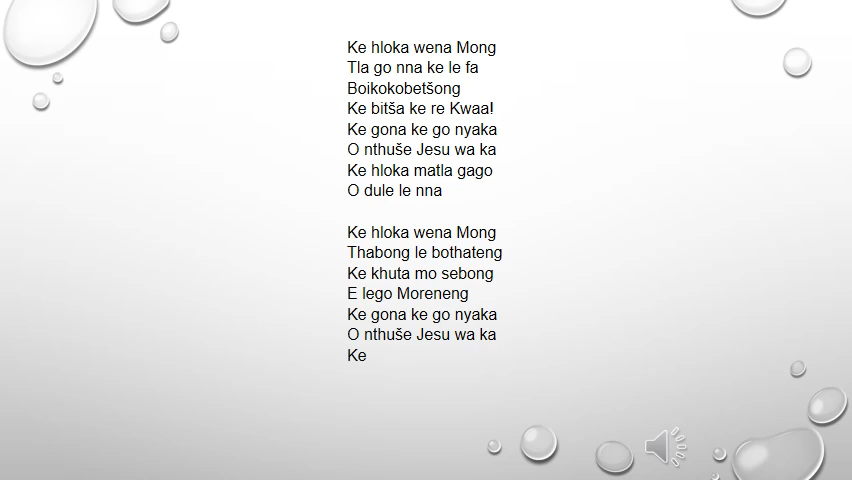 Ke hloka wena Mong
Tla go nna ke le fa
Boikokobetšong
Ke bitša ke re Kwaa!
Ke gona ke go nyaka
O nthuše Jesu wa ka
Ke hloka matla gago
O dule le nna

Ke hloka wena Mong
Thabong le bothateng
Ke khuta mo sebong
E lego Moreneng
Ke gona ke go nyaka
O nthuše Jesu wa ka
Ke